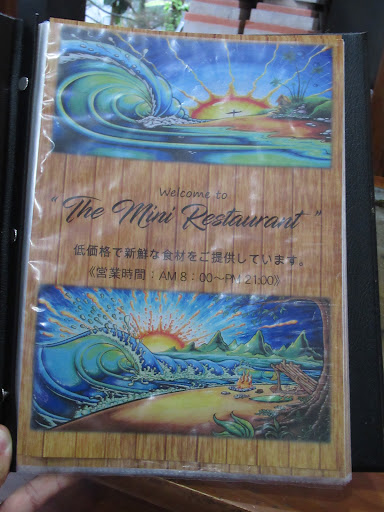 Welcome to
"The Mini Restaurant"
低価格で新鮮な食材をご提供しています。
《営業時間：AM 8：00～PM 21:00》